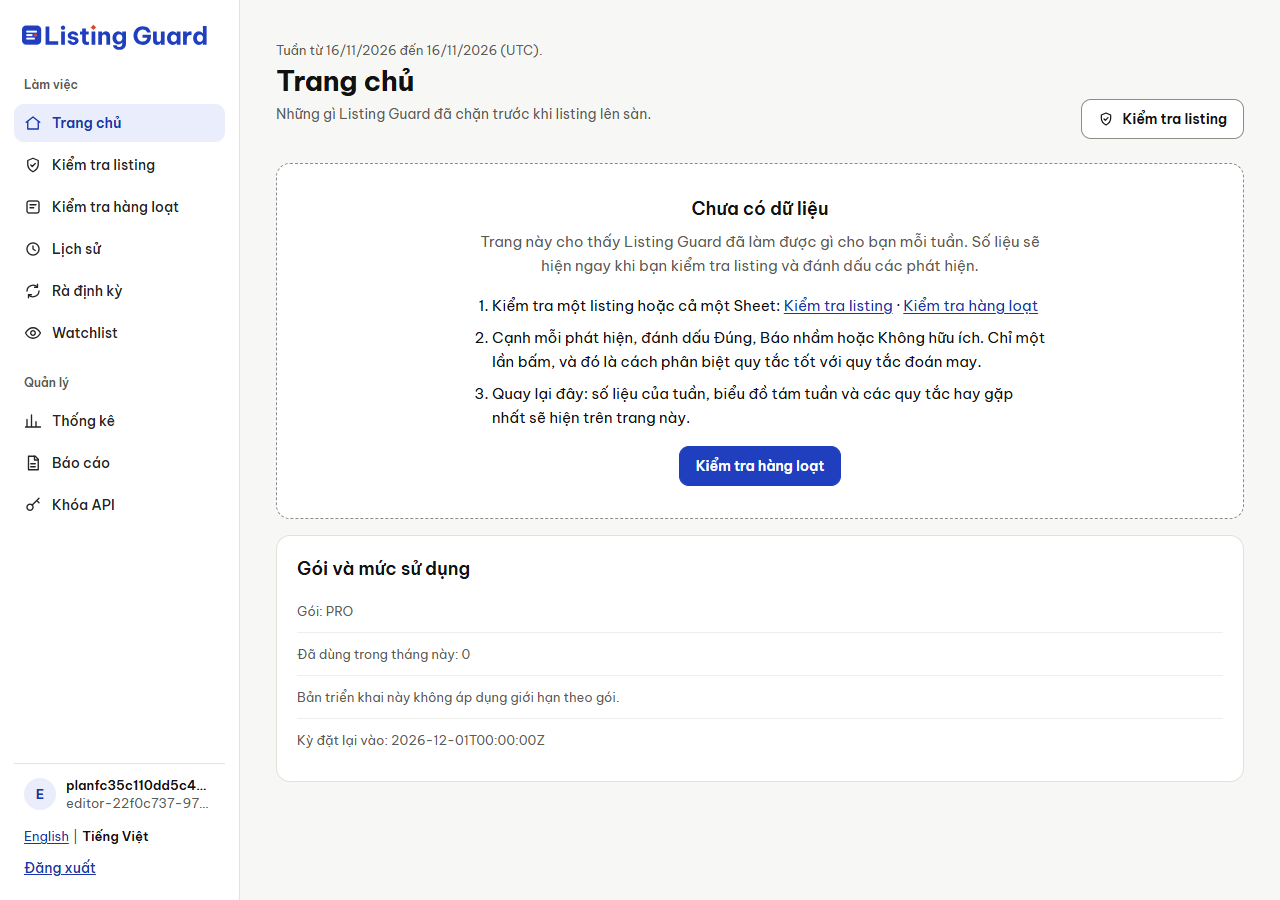 Listing Guard
Làm việc
Trang chủ
Kiểm tra listing
Kiểm tra hàng loạt
Lịch sử
Rà định kỳ
Watchlist
Quản lý
Thống kê
Báo cáo
Khóa API
planfc35c110dd5c4...
editor-22f0c737-97...
English | Tiếng Việt
Đăng xuất
Tuần từ 16/11/2026 đến 16/11/2026 (UTC).
Trang chủ
Những gì Listing Guard đã chặn trước khi listing lên sàn.
Kiểm tra listing
Chưa có dữ liệu
Trang này cho thấy Listing Guard đã làm được gì cho bạn mỗi tuần. Số liệu sẽ
hiện ngay khi bạn kiểm tra listing và đánh dấu các phát hiện.
1. Kiểm tra một listing hoặc cả một Sheet: Kiểm tra listing · Kiểm tra hàng loạt
2. Cạnh mỗi phát hiện, đánh dấu Đúng, Báo nhầm hoặc Không hữu ích. Chỉ một
lần bấm, và đó là cách phân biệt quy tắc tốt với quy tắc đoán may.
3. Quay lại đây: số liệu của tuần, biểu đồ tám tuần và các quy tắc hay gặp
nhất sẽ hiện trên trang này.
Kiểm tra hàng loạt
Gói và mức sử dụng
Gói: PRO
Đã dùng trong tháng này: 0
Bản triển khai này không áp dụng giới hạn theo gói.
Kỳ đặt lại vào: 2026-12-01T00:00:00Z
E